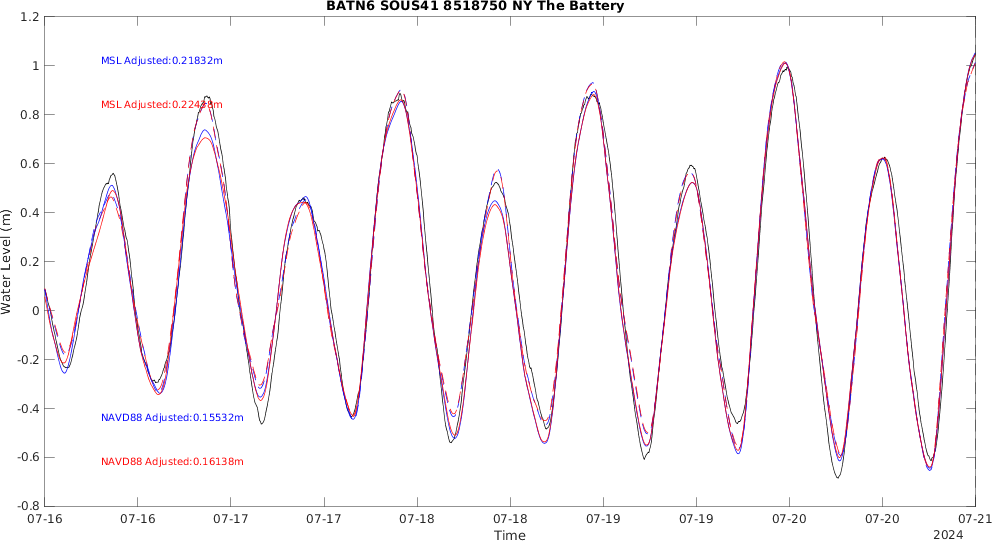 BATN6 SOUS41 8518750 NY The Battery
1.2
1
0.8
0.6
0.4
0.2
0
-0.2
-0.4
-0.6
-0.8
Water Level (m)
MSL Adjusted:0.21832m
MSL Adjusted:
NAVD88 Adjusted:0.15532m
NAVD88 Adjusted:0.16138m
07-16 07-16 07-17 07-17 07-18 07-18 07-19 07-19 07-20 07-20 07-21
Time
2024